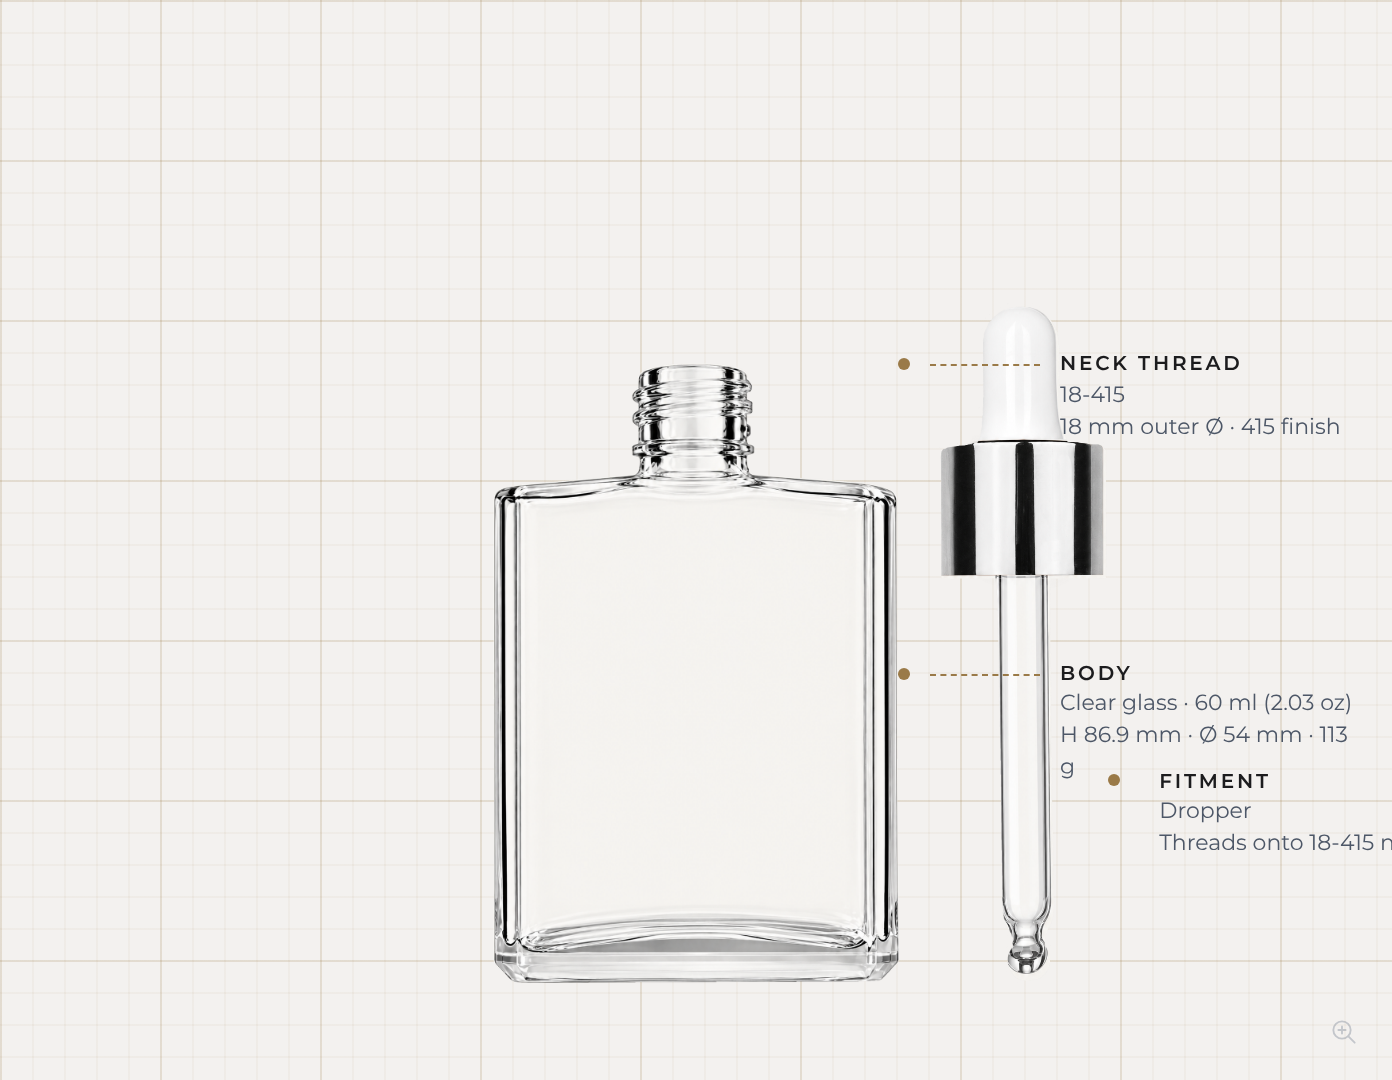 NECK THREAD
18-415
18 mm outer Ø · 415 finish
BODY
Clear glass · 60 ml (2.03 oz)
H 86.9 mm · Ø 54 mm · 113
g
FITMENT
Dropper
Threads onto 18-415